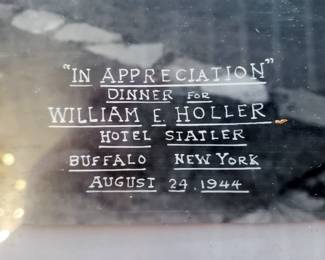 "IN APPRECIATION"
DINNER FOR
WILLIAM E. HOLLER
HOTEL STATLER
BUFFALO NEW YORK
AUGUST 24, 1944